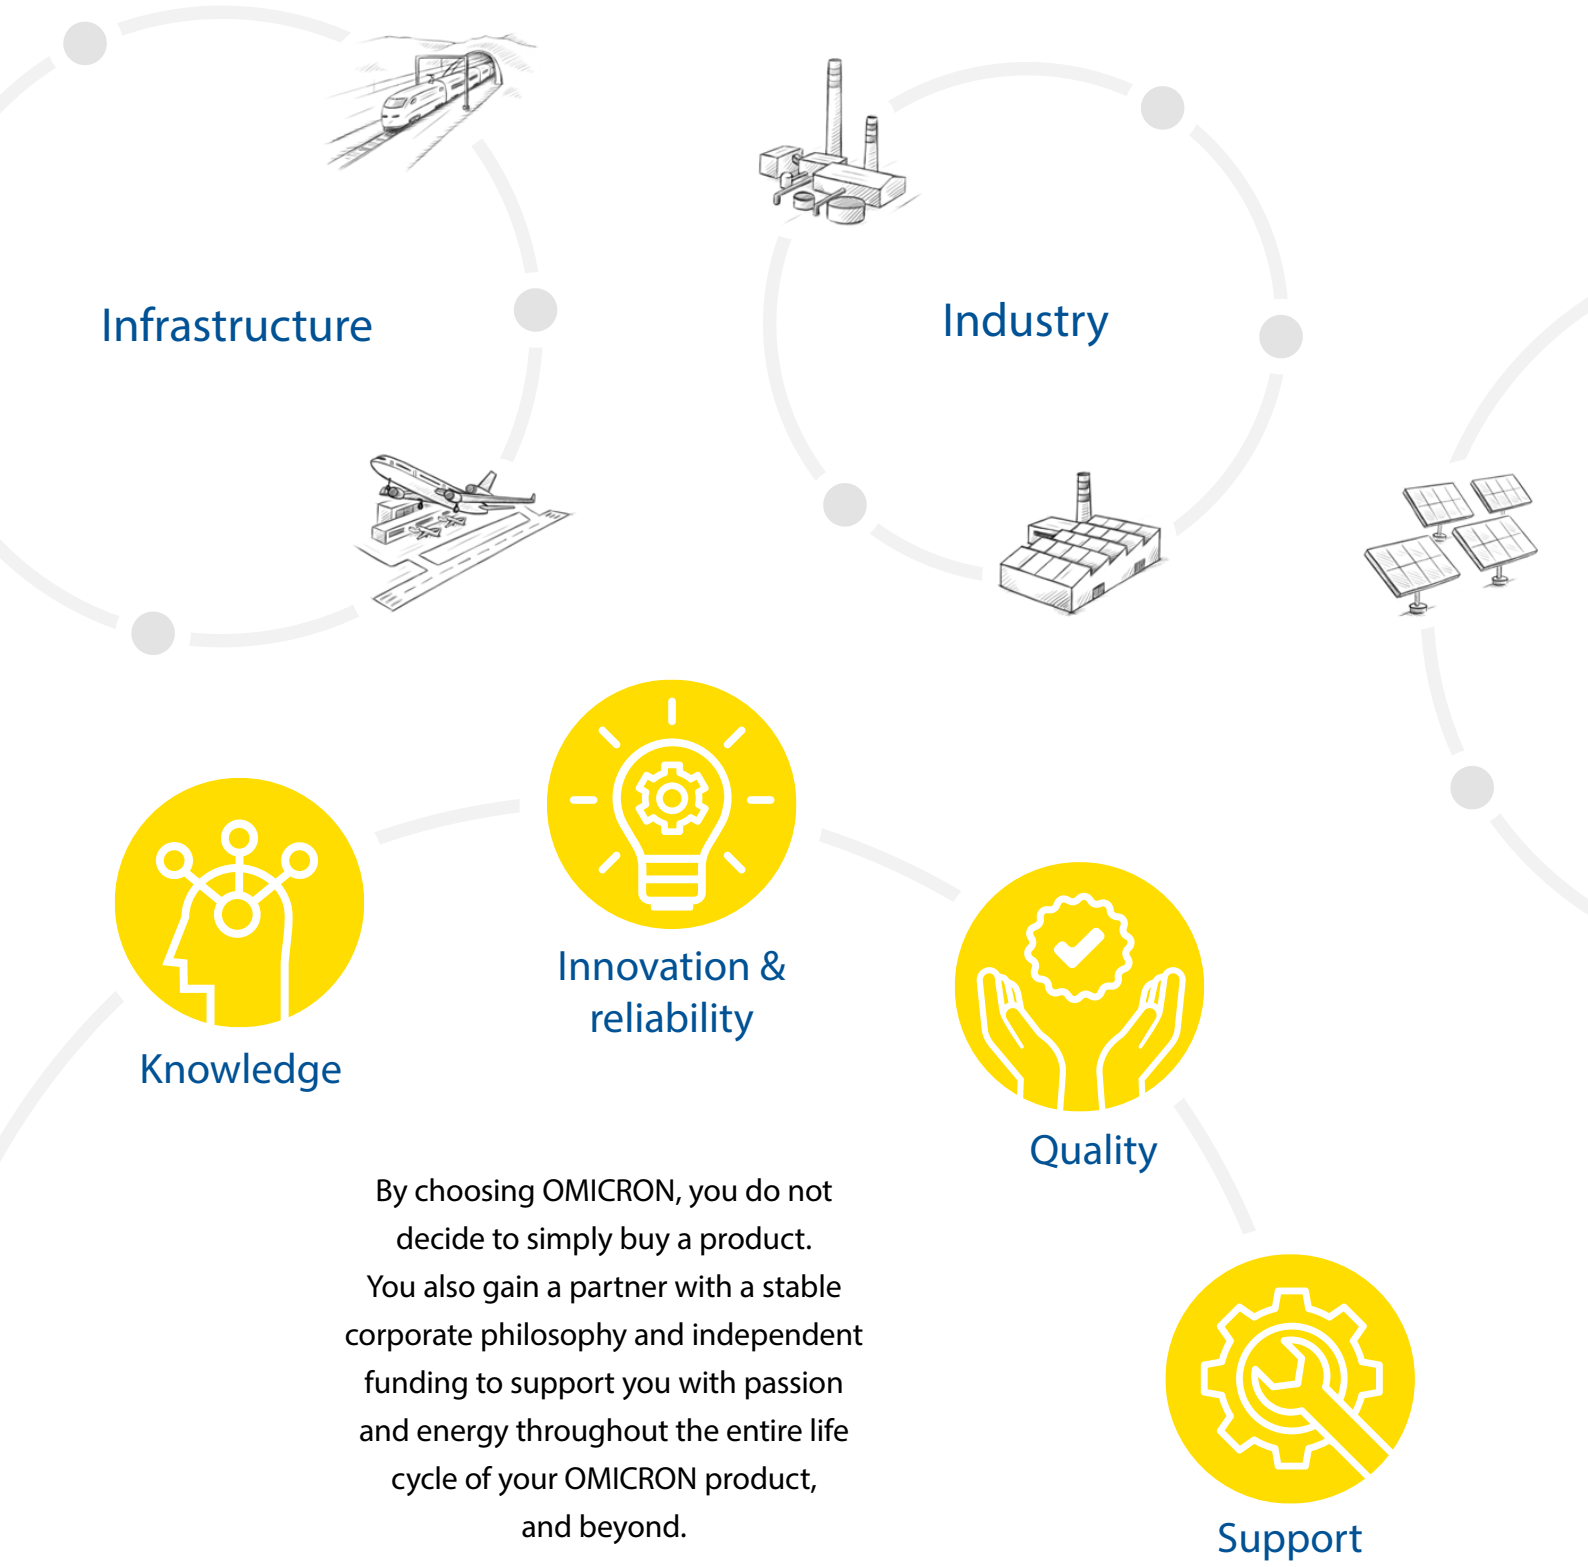 Infrastructure
Industry
Knowledge
Innovation &
reliability
Quality
By choosing OMICRON, you do not
decide to simply buy a product.
You also gain a partner with a stable
corporate philosophy and independent
funding to support you with passion
and energy throughout the entire life
cycle of your OMICRON product,
and beyond.
Support